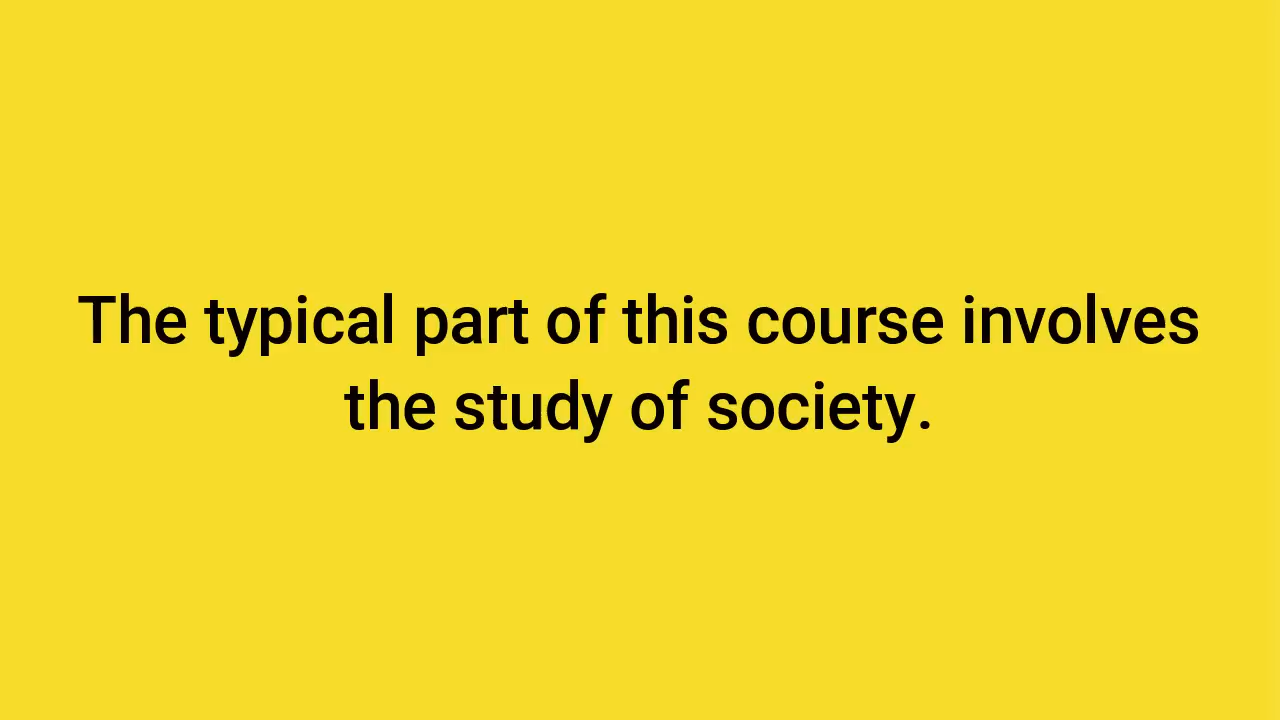 The typical part of this course involves
the study of society.